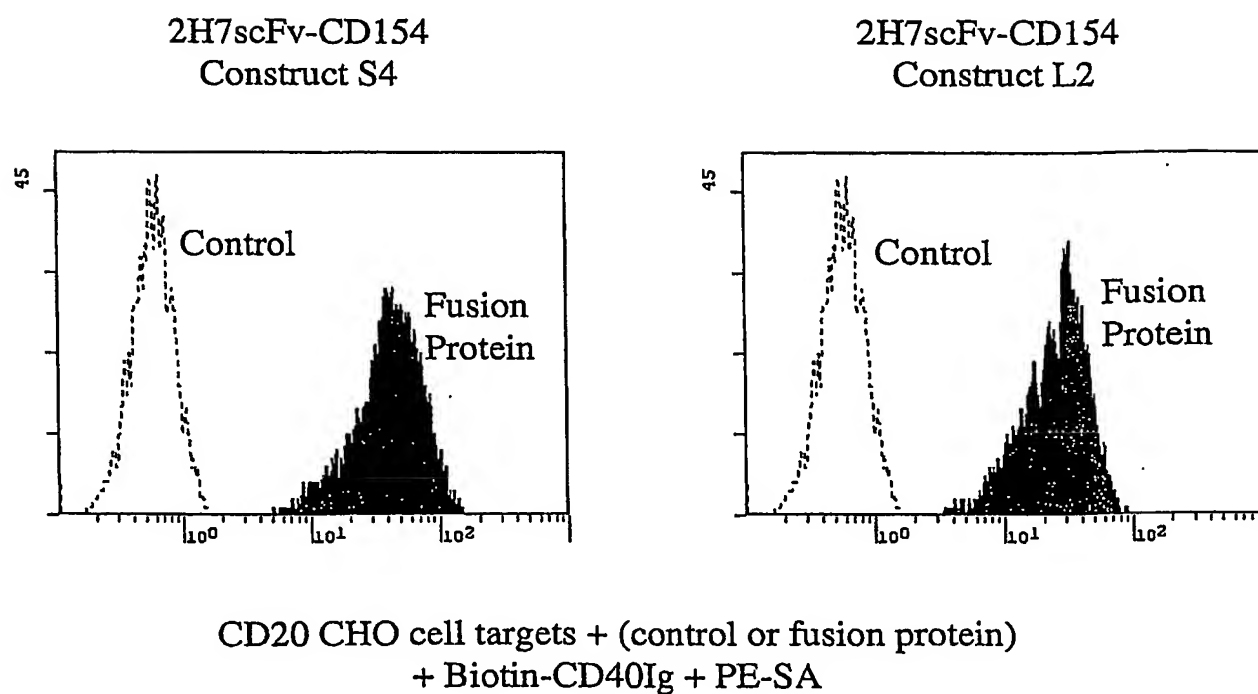 2H7scFv-CD154
Construct S4
2H7scFv-CD154
Construct L2
45
Control
Fusion
Protein
10⁰
10¹
10²
45
Control
Fusion
Protein
10⁰
10¹
10²
CD20 CHO cell targets + (control or fusion protein)
+ Biotin-CD40Ig + PE-SA